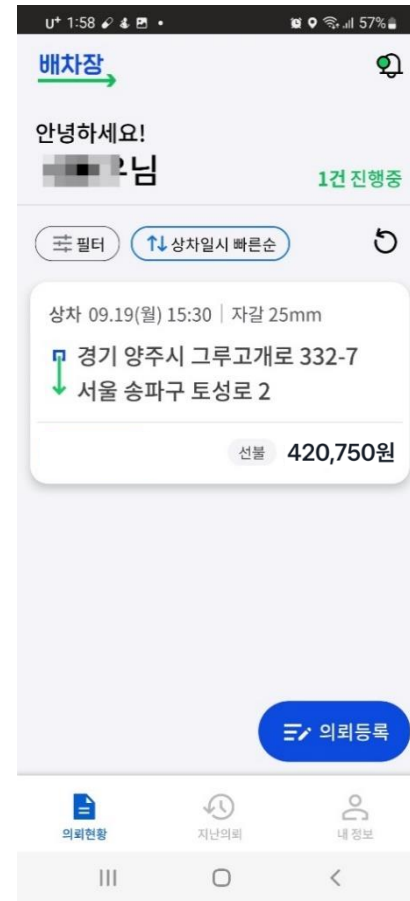 U+ 1:58 57%
배차장
안녕하세요!
님
1건 진행중
필터 상차일시 빠른순
상차 09.19(월) 15:30 | 자갈 25mm
경기 양주시 그루고개로 332-7
서울 송파구 토성로 2
선불 420,750원
의뢰등록
의뢰현황 지난의뢰 내 정보